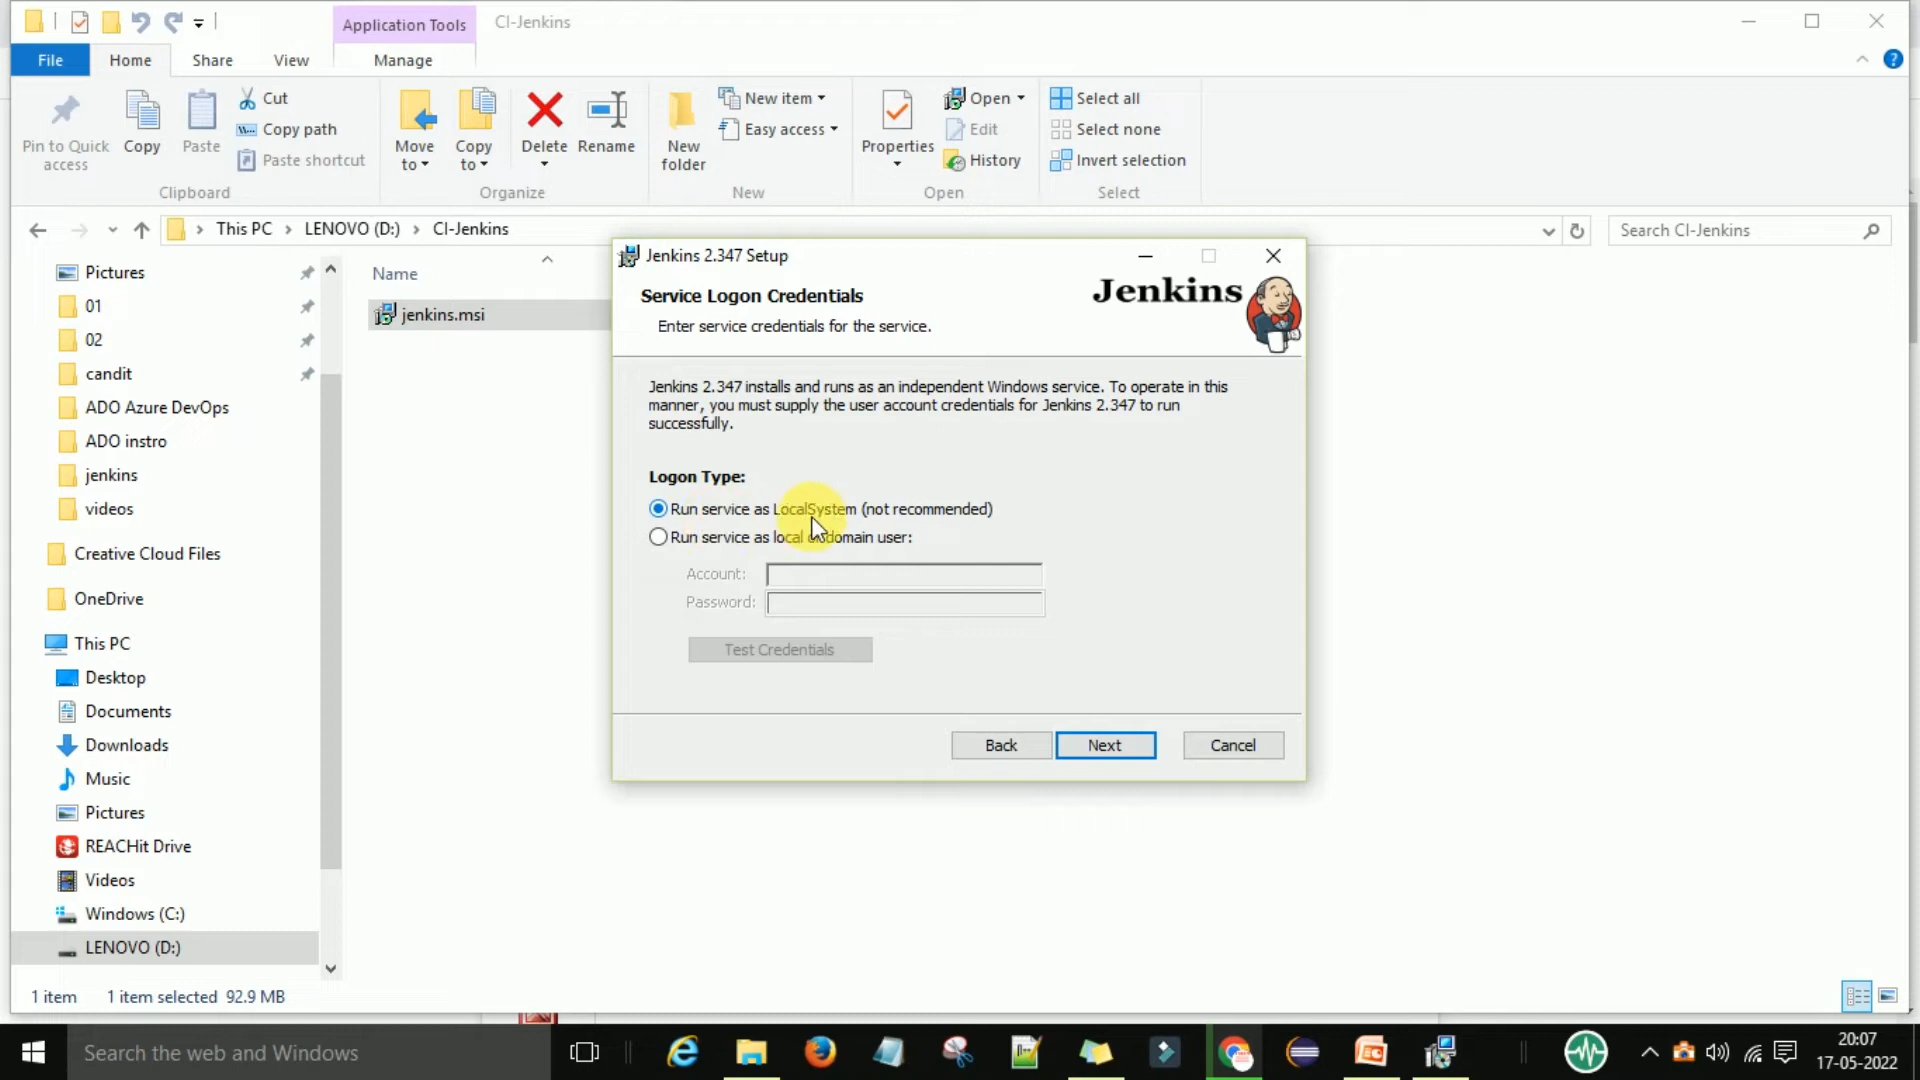 Application Tools
CI-Jenkins
File
Home
Share
View
Manage
Pin to Quick
access
Copy
Paste
Cut
Copy path
Paste shortcut
Clipboard
Move
to
Copy
to
Delete
Rename
Organize
New
folder
New item
Easy access
New
Properties
Open
Edit
History
Open
Select all
Select none
Invert selection
Select
This PC
LENOVO (D:)
CI-Jenkins
Search CI-Jenkins
Pictures
01
02
candit
ADO Azure DevOps
ADO instro
jenkins
videos
Creative Cloud Files
OneDrive
This PC
Desktop
Documents
Downloads
Music
Pictures
REACHit Drive
Videos
Windows (C:)
LENOVO (D:)
Name
jenkins.msi
Jenkins 2.347 Setup
Service Logon Credentials
Enter service credentials for the service.
Jenkins
Jenkins 2.347 installs and runs as an independent Windows service. To operate in this
manner, you must supply the user account credentials for Jenkins 2.347 to run
successfully.
Logon Type:
Run service as LocalSystem (not recommended)
Run service as local domain user:
Account:
Password:
Test Credentials
Back
Next
Cancel
1 item
1 item selected 92.9 MB
Search the web and Windows
20:07
17-05-2022